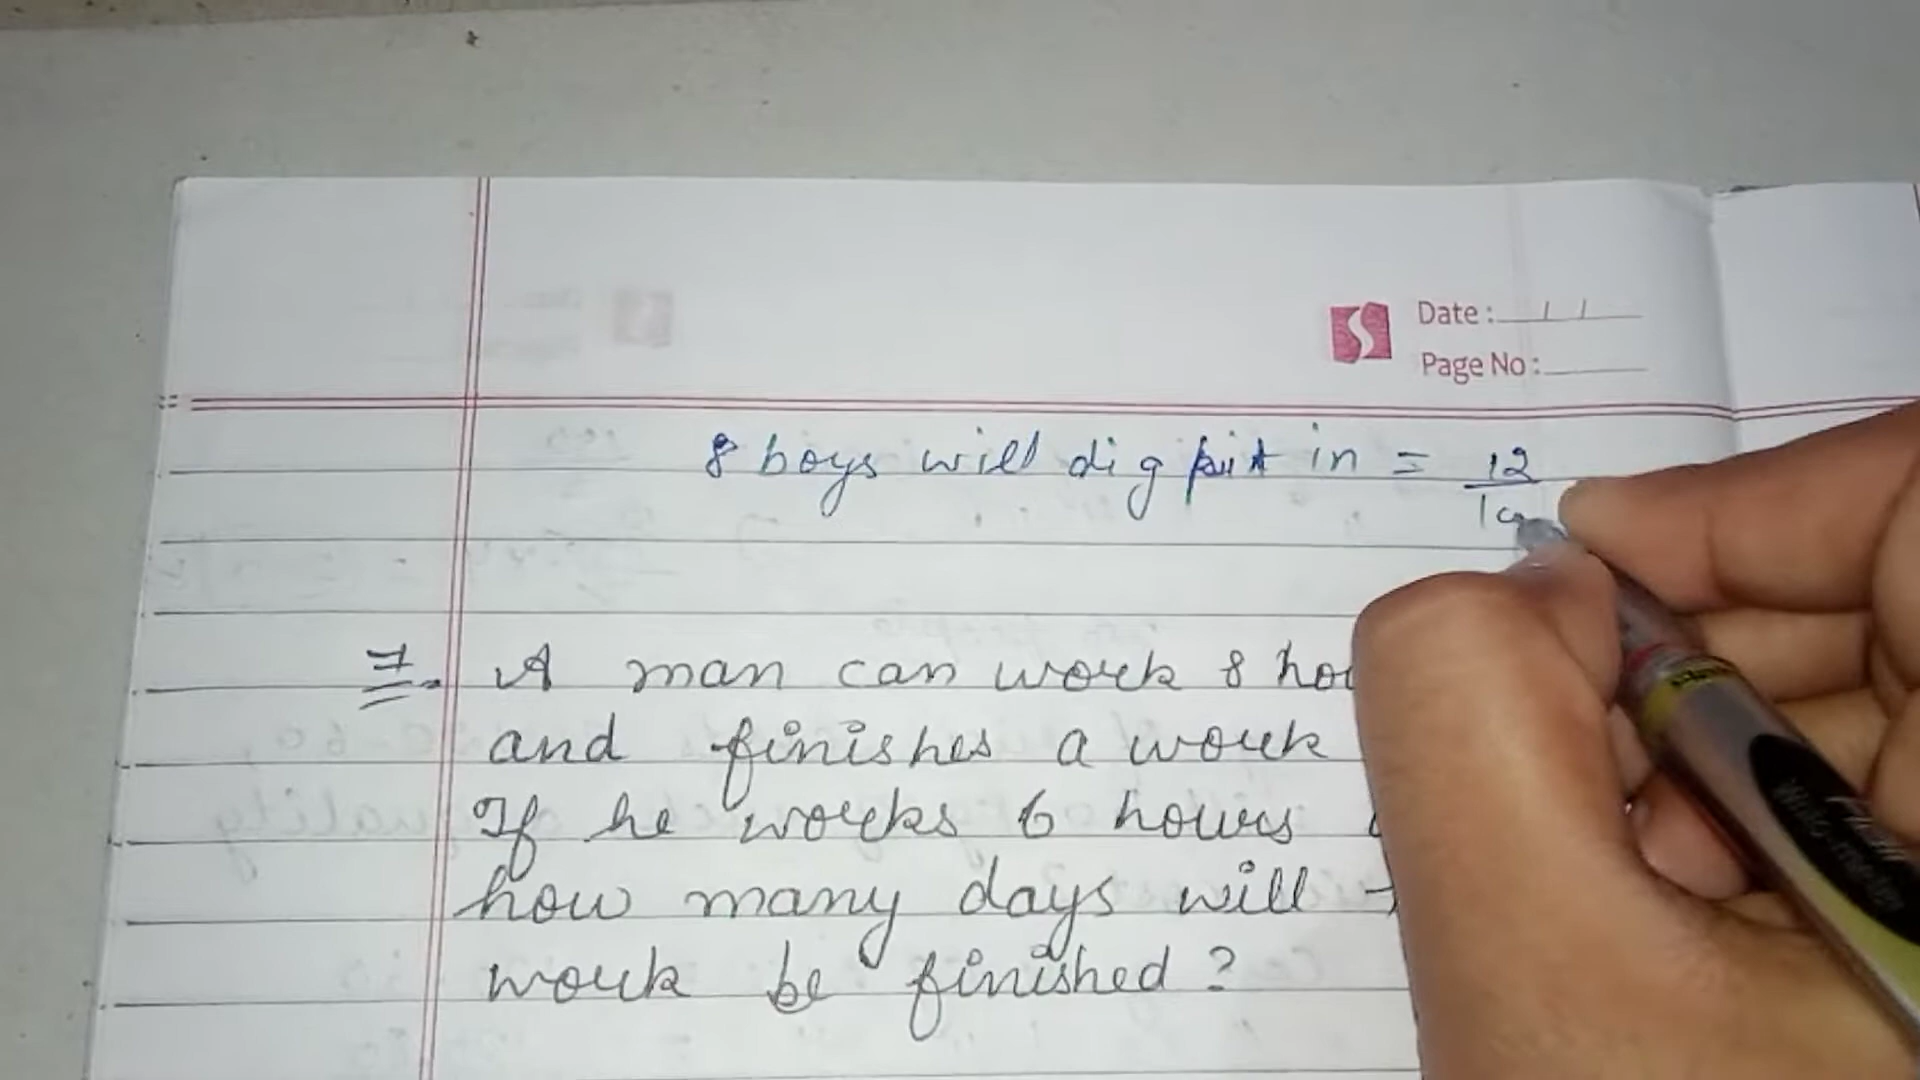 Date :
Page No :
8 boys will dig pit in = 12
7. A man can work 8
and finishes a work
If he works 6 hours
how many days will
work be finished ?